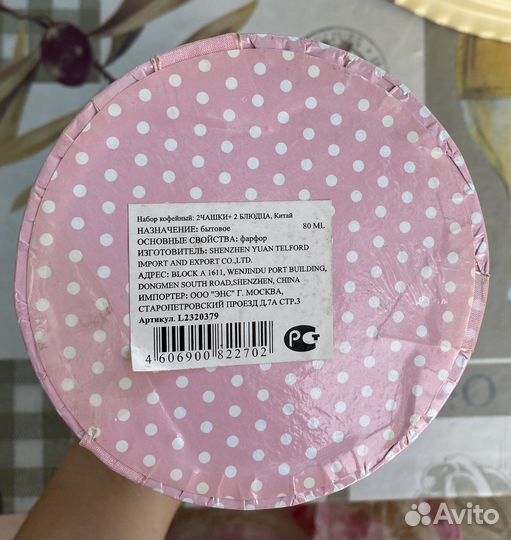 Набор кофейный: 2ЧАШКИ+ 2 БЛЮДЦА, Китай
НАЗНАЧЕНИЕ: бытовое 80 ML
ОСНОВНЫЕ СВОЙСТВА: фарфор
ИЗГОТОВИТЕЛЬ: SHENZHEN YUAN TELFORD
IMPORT AND EXPORT CO.,LTD.
АДРЕС: BLOCK A 1611, WENJINDU PORT BUILDING,
DONGMEN SOUTH ROAD,SHENZHEN, CHINA
ИМПОРТЕР: ООО "ЭНС" Г. МОСКВА,
СТАРОПЕТРОВСКИЙ ПРОЕЗД Д,7А СТР.3
Артикул. L2320379
4 606900 822702
РСТ
Avito